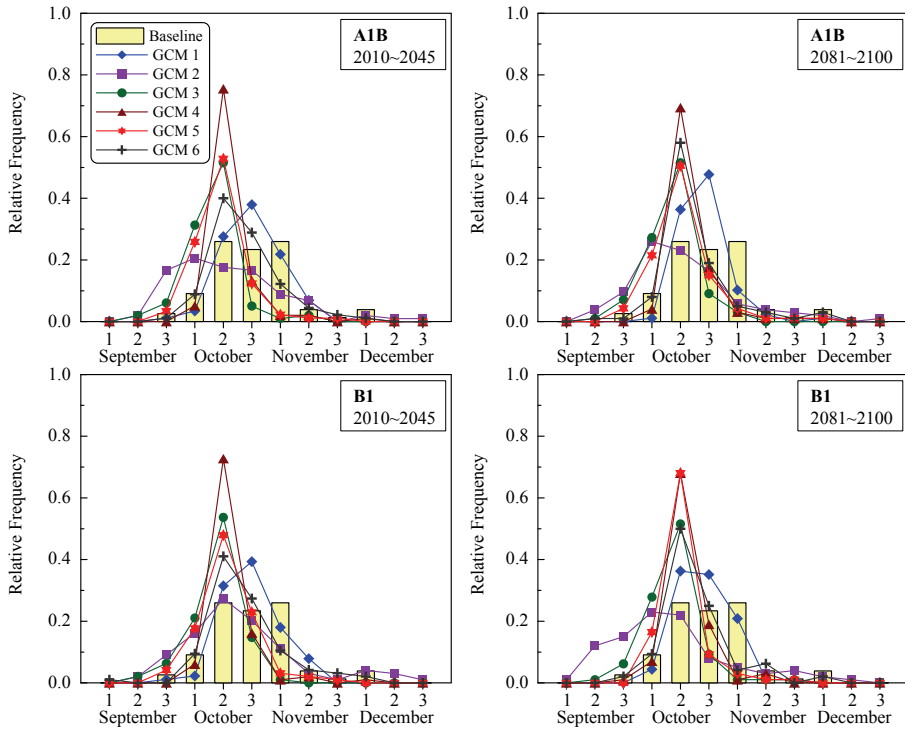 1.0
0.8
0.6
0.4
0.2
0.0
Relative Frequency
Baseline
GCM 1
GCM 2
GCM 3
GCM 4
GCM 5
GCM 6
A1B
2010~2045
1 2 3 1 2 3 1 2 3 1 2 3
September October November December
1.0
0.8
0.6
0.4
0.2
0.0
Relative Frequency
A1B
2081~2100
1 2 3 1 2 3 1 2 3 1 2 3
September October November December
1.0
0.8
0.6
0.4
0.2
0.0
Relative Frequency
B1
2010~2045
1 2 3 1 2 3 1 2 3 1 2 3
September October November December
1.0
0.8
0.6
0.4
0.2
0.0
Relative Frequency
B1
2081~2100
1 2 3 1 2 3 1 2 3 1 2 3
September October November December